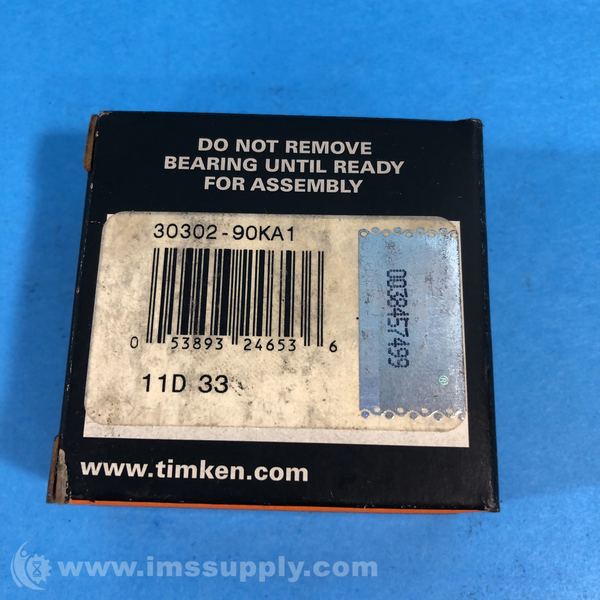 DO NOT REMOVE
BEARING UNTIL READY
FOR ASSEMBLY
30302-90KA1
0 53893 24653 6
11D 33
0038457499
www.timken.com
www.imssupply.com